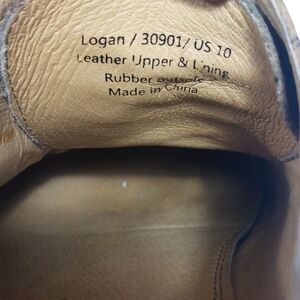 Logan / 30901/ US 10
Leather Upper & Lining
Rubber outsole
Made in China